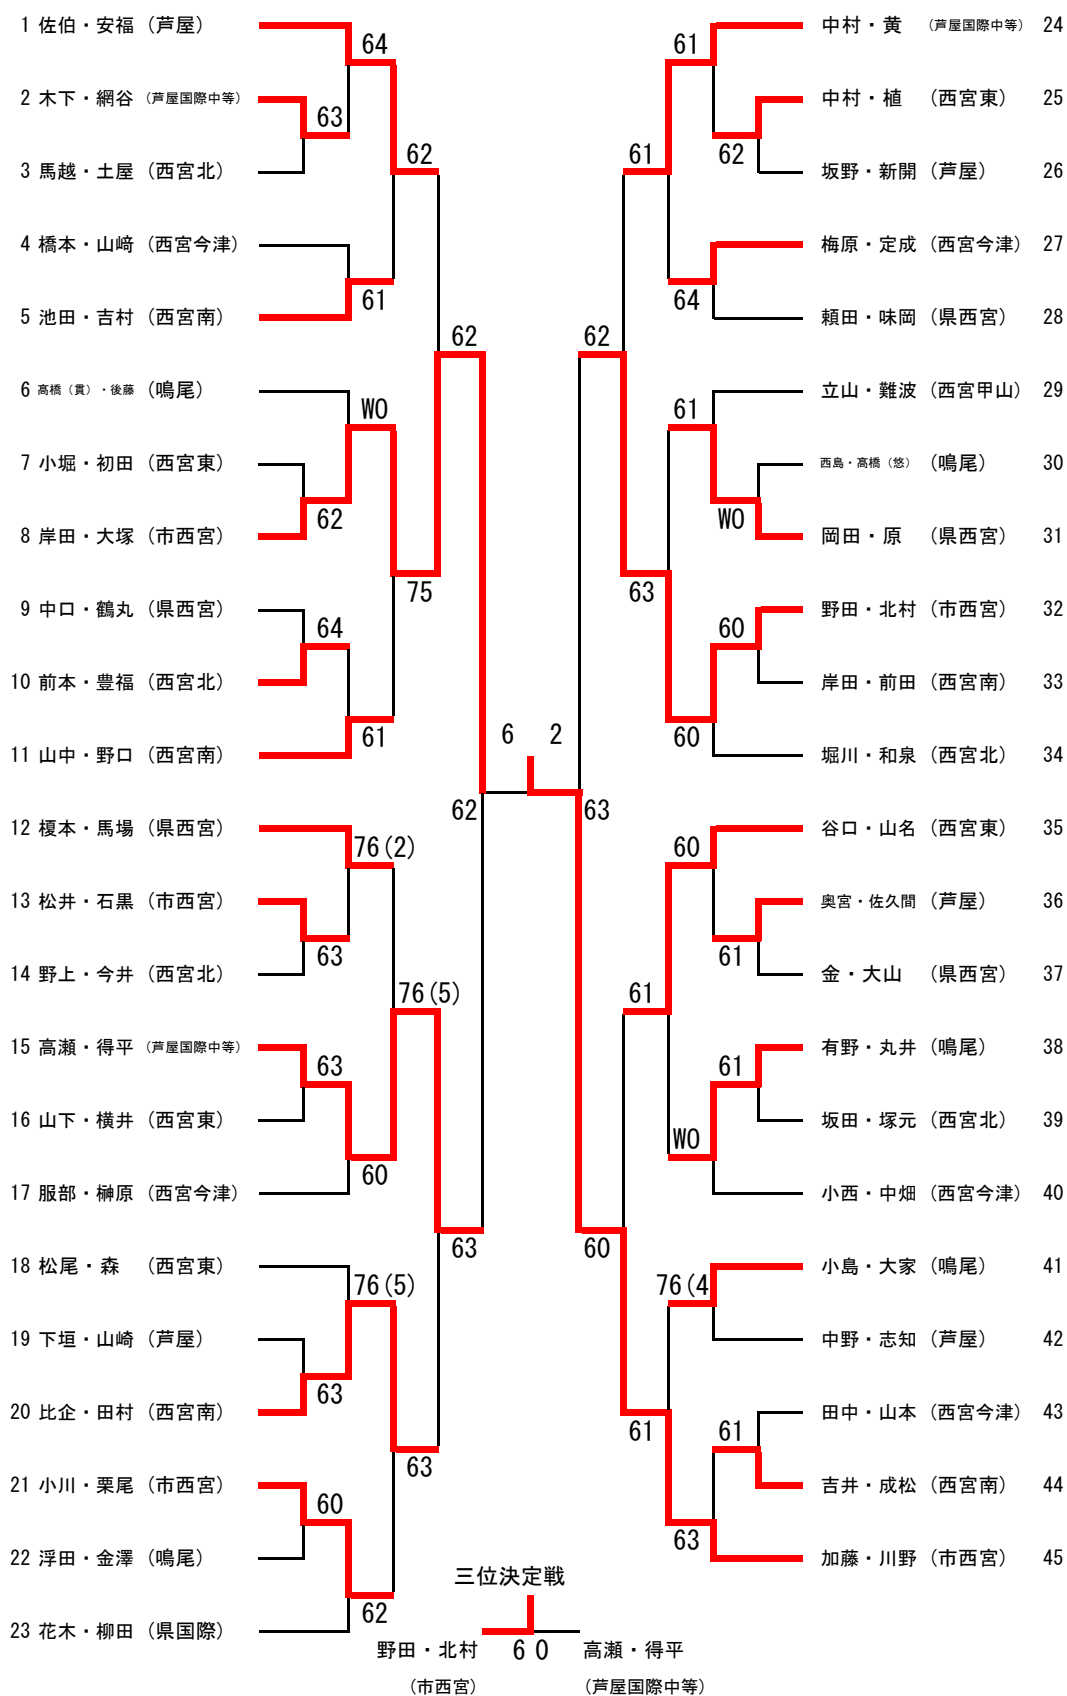 1 佐伯・安福 (芦屋)
2 木下・網谷 (芦屋国際中等)
3 馬越・土屋 (西宮北)
4 橋本・山﨑 (西宮今津)
5 池田・吉村 (西宮南)
6 高橋（貫）・後藤 (鳴尾)
7 小堀・初田 (西宮東)
8 岸田・大塚 (市西宮)
9 中口・鶴丸 (県西宮)
10 前本・豊福 (西宮北)
11 山中・野口 (西宮南)
12 榎本・馬場 (県西宮)
13 松井・石黒 (市西宮)
14 野上・今井 (西宮北)
15 高瀬・得平 (芦屋国際中等)
16 山下・横井 (西宮東)
17 服部・榊原 (西宮今津)
18 松尾・森 (西宮東)
19 下垣・山崎 (芦屋)
20 比企・田村 (西宮南)
21 小川・栗尾 (市西宮)
22 浮田・金澤 (鳴尾)
23 花木・柳田 (県国際)
64
63
62
61
62
WO
62
75
64
61
62
76(2)
63
76(5)
63
60
63
76(5)
63
63
60
62
6 2
中村・黄 (芦屋国際中等) 24
中村・植 (西宮東) 25
坂野・新開 (芦屋) 26
梅原・定成 (西宮今津) 27
頼田・味岡 (県西宮) 28
立山・難波 (西宮甲山) 29
西島・高橋（悠） (鳴尾) 30
岡田・原 (県西宮) 31
野田・北村 (市西宮) 32
岸田・前田 (西宮南) 33
堀川・和泉 (西宮北) 34
谷口・山名 (西宮東) 35
奥宮・佐久間 (芦屋) 36
金・大山 (県西宮) 37
有野・丸井 (鳴尾) 38
坂田・塚元 (西宮北) 39
小西・中畑 (西宮今津) 40
小島・大家 (鳴尾) 41
中野・志知 (芦屋) 42
田中・山本 (西宮今津) 43
吉井・成松 (西宮南) 44
加藤・川野 (市西宮) 45
61
62
61
64
62
61
WO
63
60
60
63
60
61
61
61
WO
60
76(4
61
61
63
三位決定戦
野田・北村 6 0 高瀬・得平
(市西宮) (芦屋国際中等)